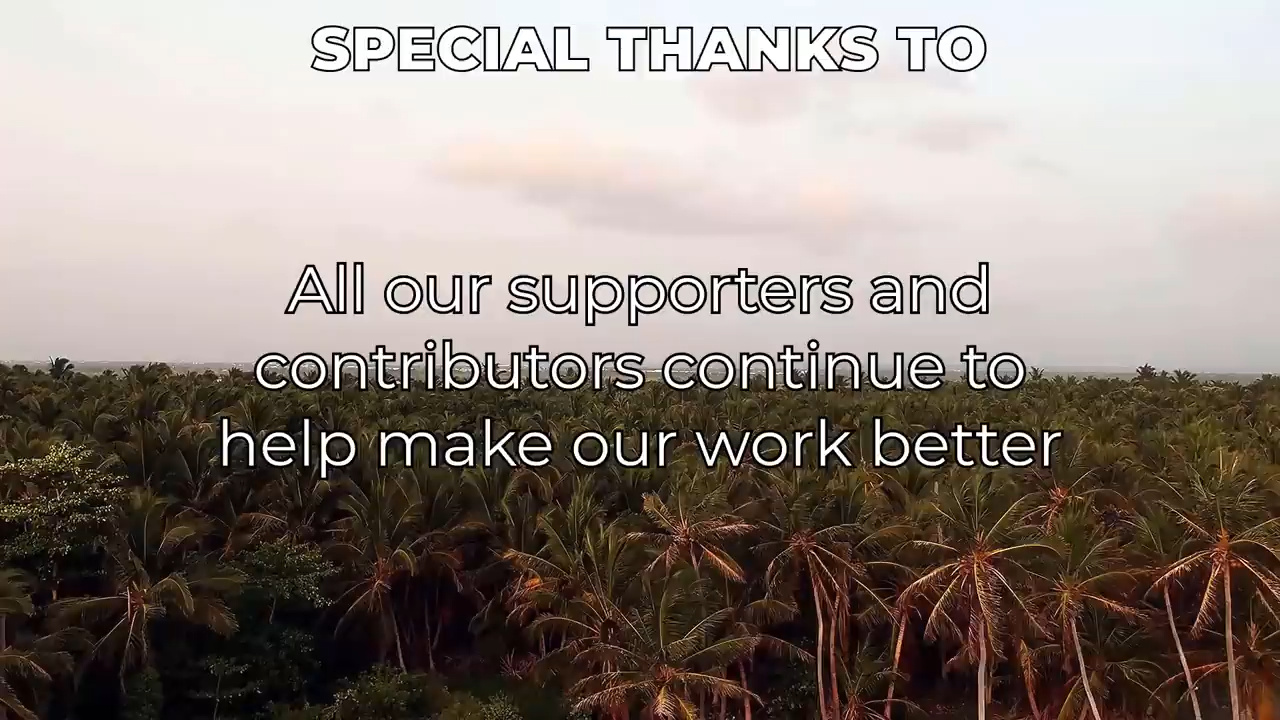 SPECIAL THANKS TO
All our supporters and
contributors continue to
help make our work better